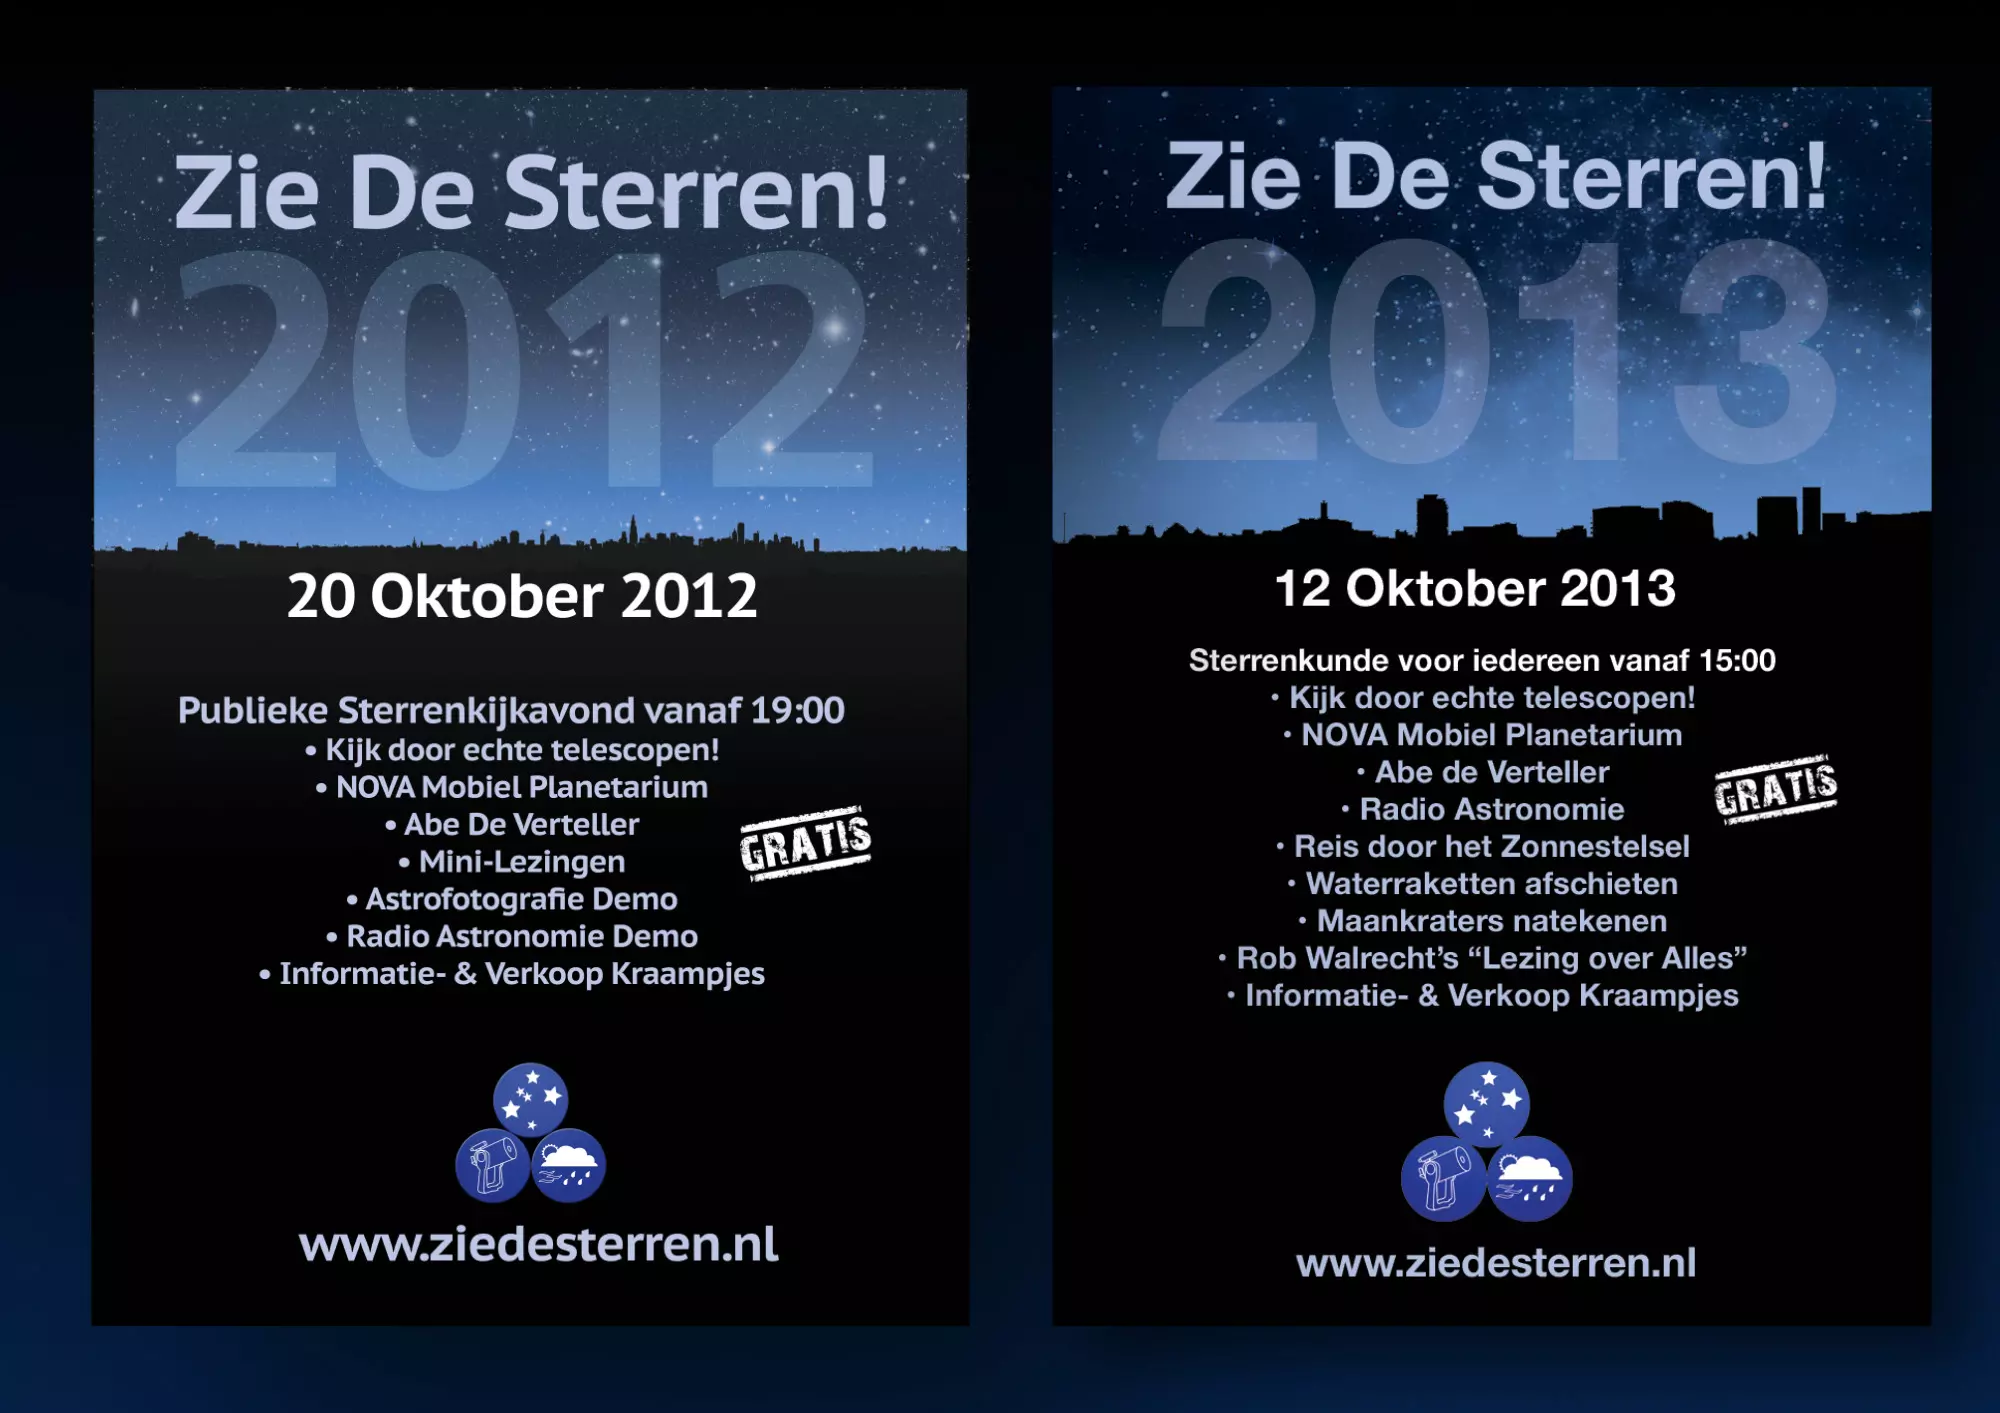 Zie De Sterren!
2012
20 Oktober 2012
Publieke Sterrenkijkavond vanaf 19:00
• Kijk door echte telescopen!
• NOVA Mobiel Planetarium
• Abe De Verteller
• Mini-Lezingen
• Astrofotografie Demo
• Radio Astronomie Demo
• Informatie- & Verkoop Kraampjes
GRATIS
www.ziedesterren.nl
Zie De Sterren!
2013
12 Oktober 2013
Sterrenkunde voor iedereen vanaf 15:00
• Kijk door echte telescopen!
• NOVA Mobiel Planetarium
• Abe de Verteller
• Radio Astronomie
• Reis door het Zonnestelsel
• Waterraketten afschieten
• Maankraters natekenen
• Rob Walrecht’s “Lezing over Alles”
• Informatie- & Verkoop Kraampjes
GRATIS
www.ziedesterren.nl